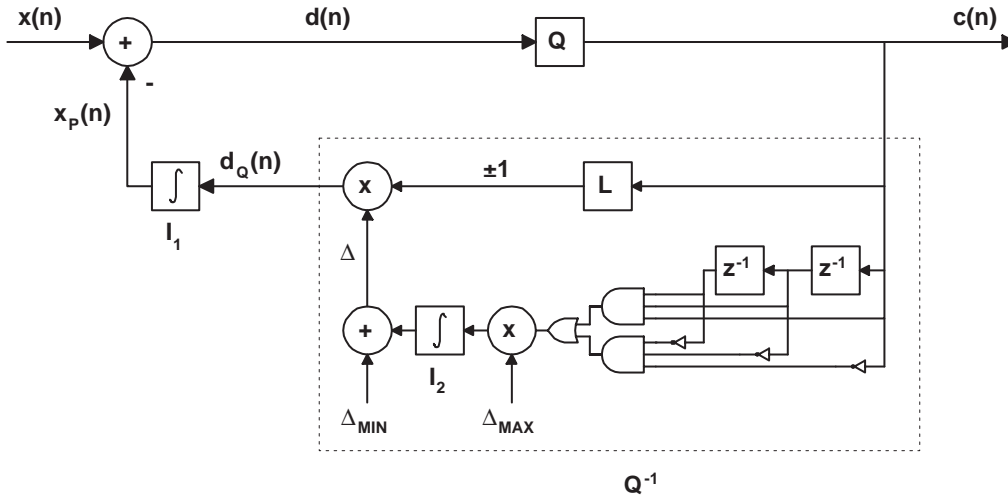 x(n)
d(n)
c(n)
+
Q
-
x_P(n)
d_Q(n)
±1
∫
x
L
I_1
Δ
z^-1
z^-1
+
∫
x
I_2
Δ_MIN
Δ_MAX
Q^-1